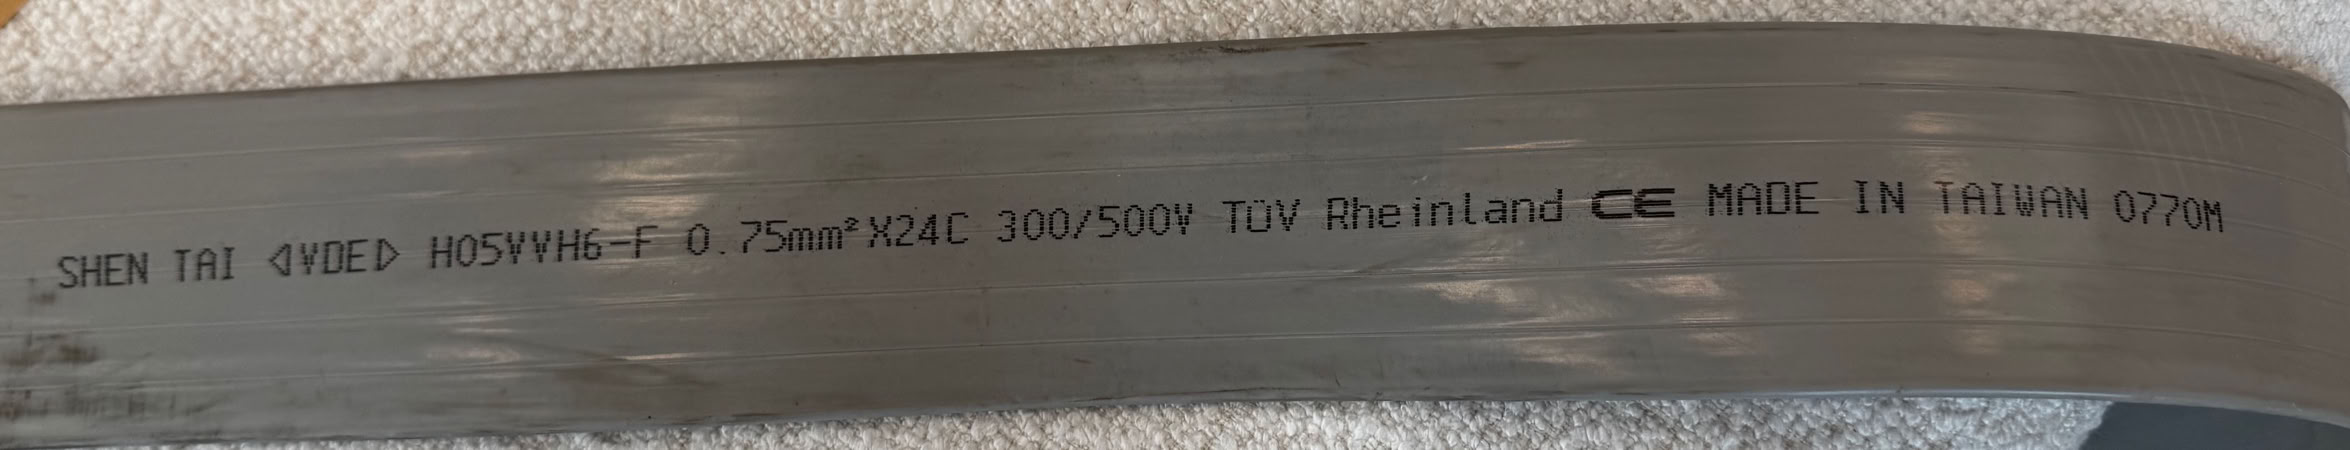 SHEN TAI ◁VDE▷ H05VVH6-F 0.75mm²X24C 300/500V TÜV Rheinland CE MADE IN TAIWAN 0770M